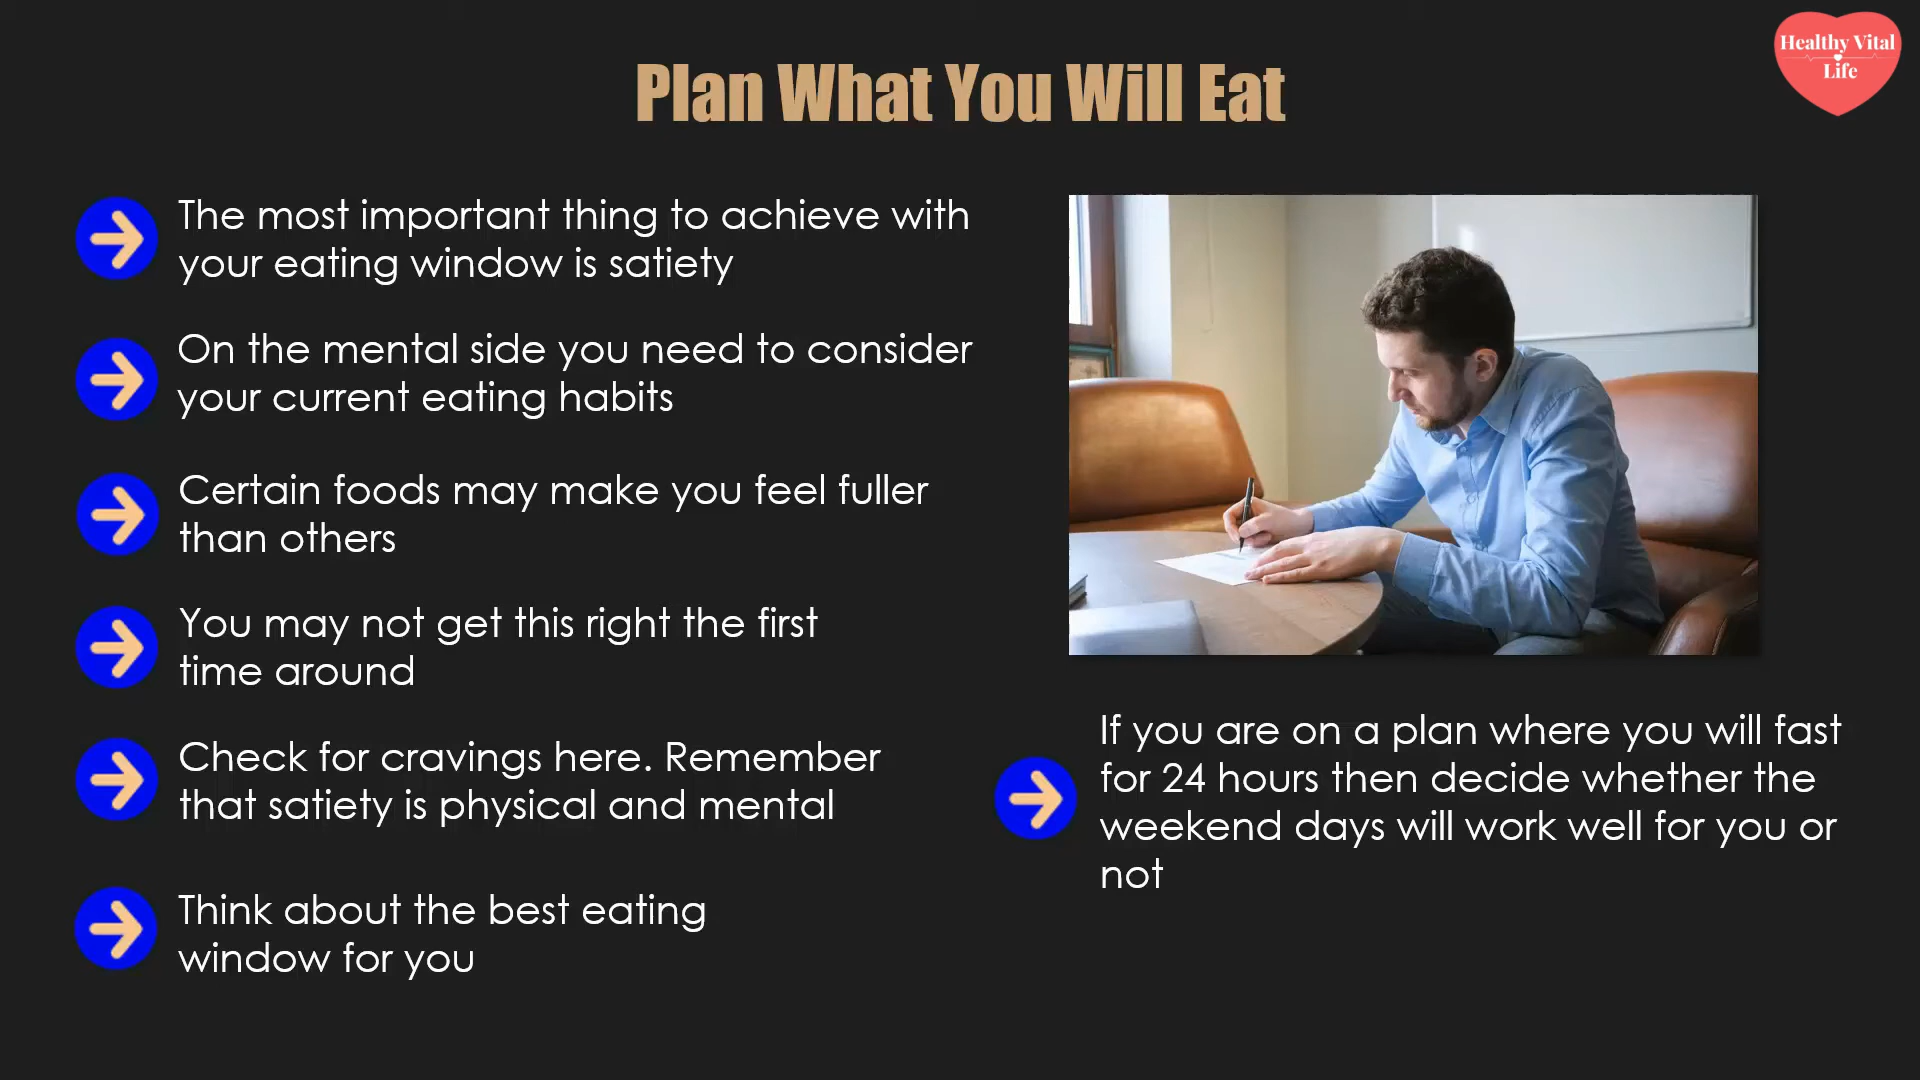 Healthy Vital
Life
Plan What You Will Eat
The most important thing to achieve with
your eating window is satiety
On the mental side you need to consider
your current eating habits
Certain foods may make you feel fuller
than others
You may not get this right the first
time around
Check for cravings here. Remember
that satiety is physical and mental
Think about the best eating
window for you
If you are on a plan where you will fast
for 24 hours then decide whether the
weekend days will work well for you or
not